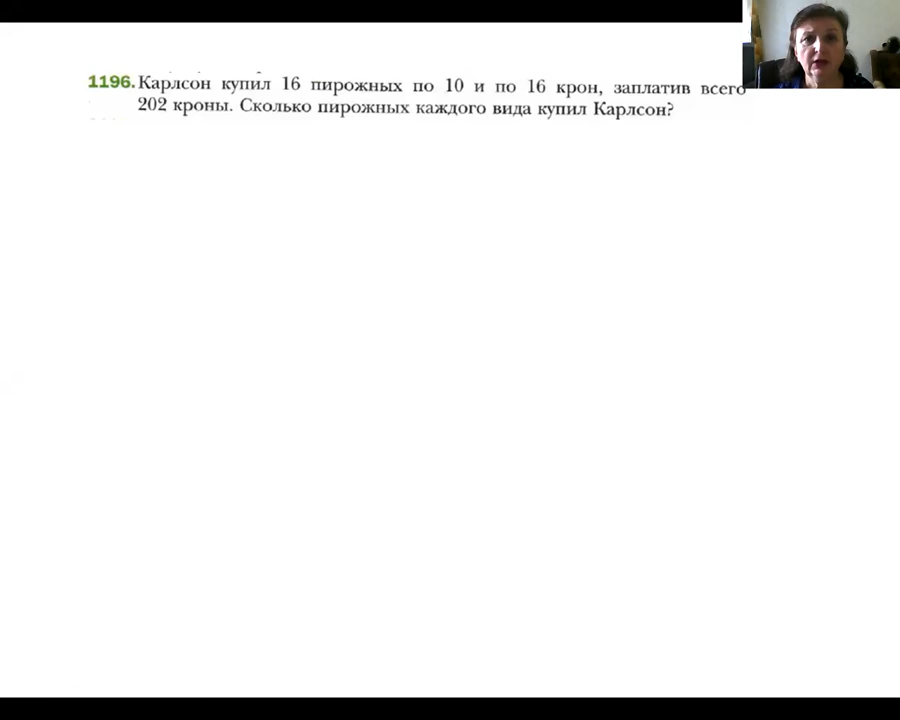 1196. Карлсон купил 16 пирожных по 10 и по 16 крон, заплатив всего
202 кроны. Сколько пирожных каждого вида купил Карлсон?